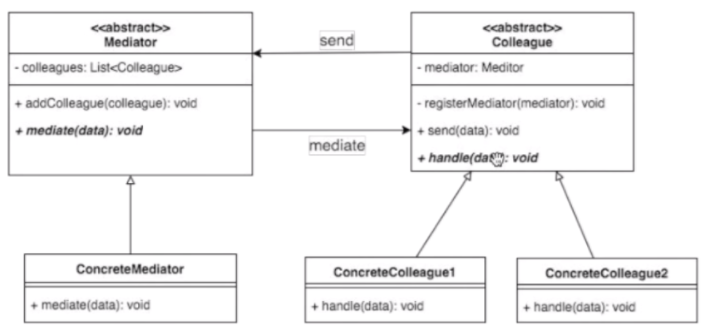 <<abstract>>
Mediator
- colleagues: List<Colleague>
+ addColleague(colleague): void
+ mediate(data): void
send
mediate
<<abstract>>
Colleague
- mediator: Meditor
- registerMediator(mediator): void
+ send(data): void
+ handle(data): void
ConcreteMediator
+ mediate(data): void
ConcreteColleague1
+ handle(data): void
ConcreteColleague2
+ handle(data): void